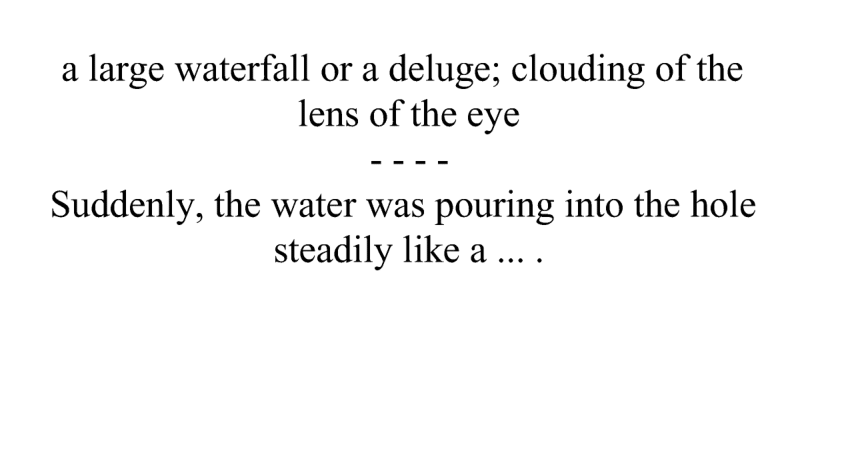 a large waterfall or a deluge; clouding of the
lens of the eye
- - - -
Suddenly, the water was pouring into the hole
steadily like a ... .